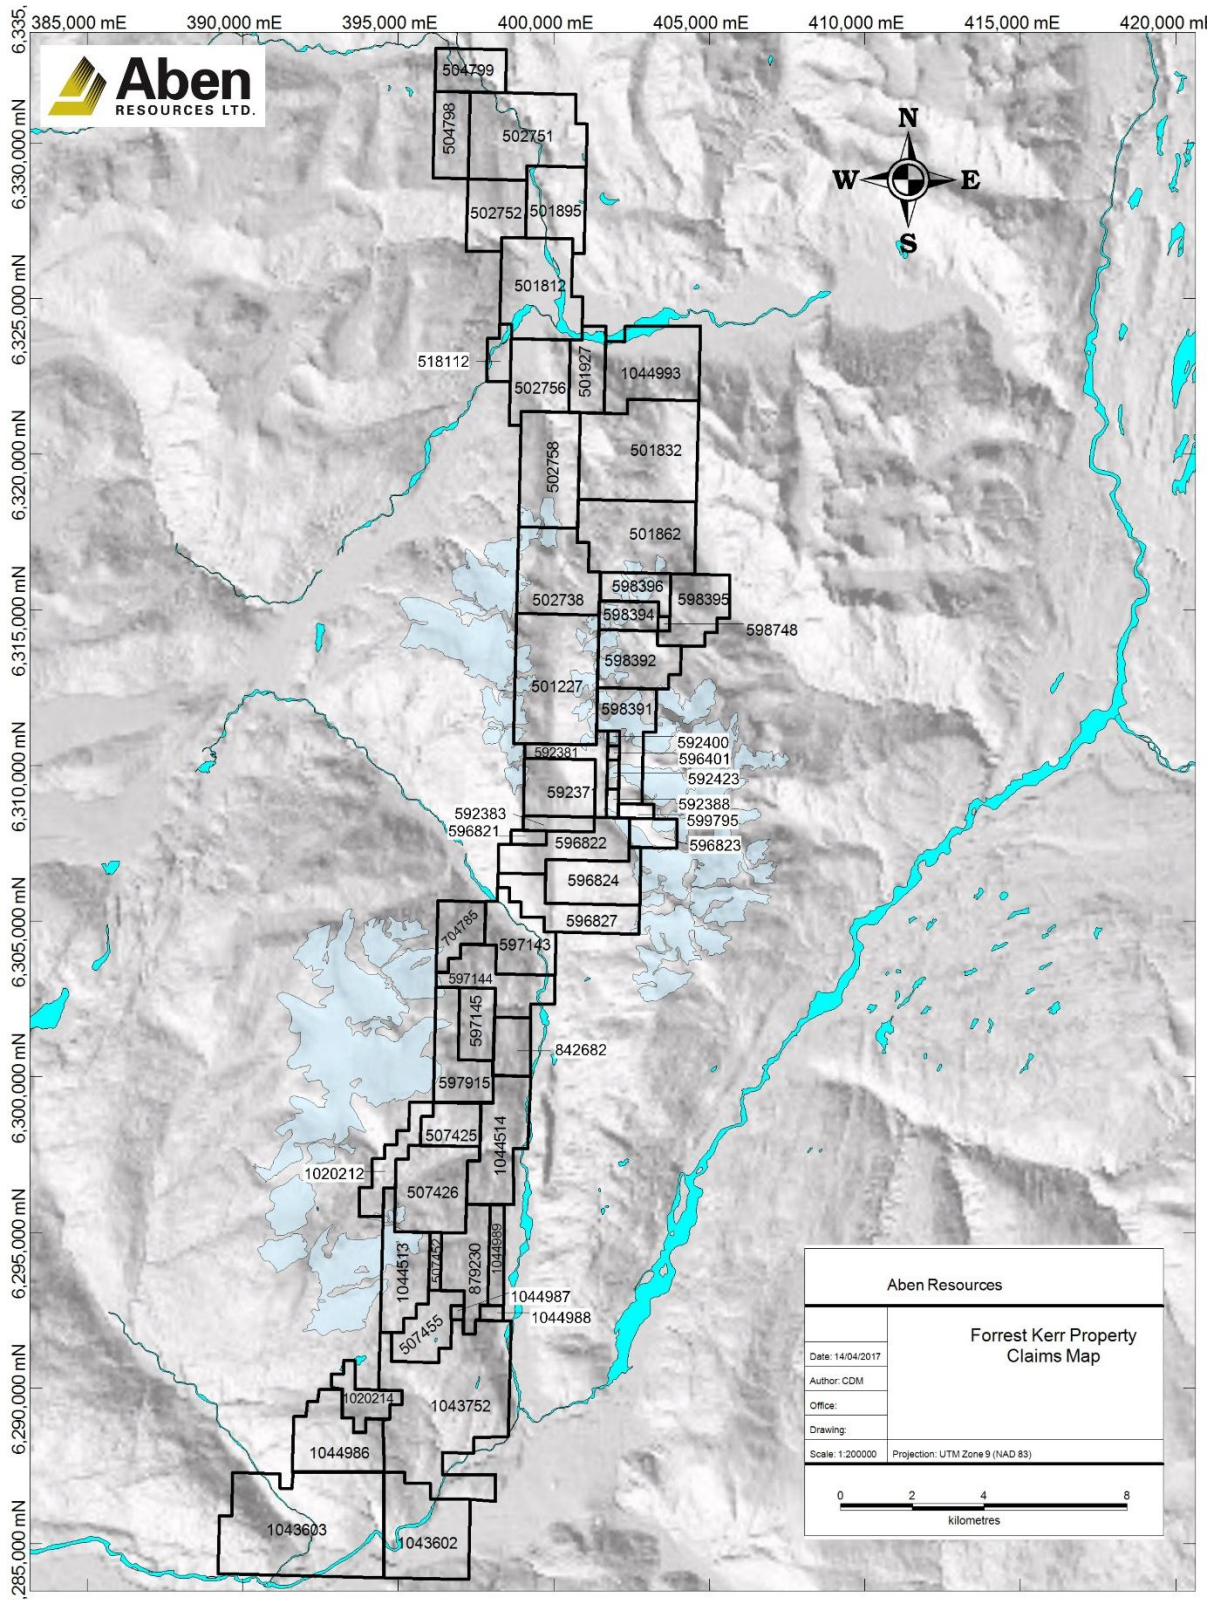 385,000 mE 390,000 mE 395,000 mE 400,000 mE 405,000 mE 410,000 mE 415,000 mE 420,000 mE
6,335,
6,330,000 mN
6,325,000 mN
6,320,000 mN
6,315,000 mN
6,310,000 mN
6,305,000 mN
6,300,000 mN
6,295,000 mN
6,290,000 mN
,285,000 mN
Aben
RESOURCES LTD.
N
W E
S
504799
504798
502751
502752
501895
501812
518112
502756
501927
1044993
502758
501832
501862
502738
598396
598395
598394
598748
598392
501227
598391
592400
592381
596401
592423
592371
592388
592383
599795
596821
596822
596823
596824
596827
704785
597143
597144
597145
842682
597915
507425
1044514
1020212
507426
1044513
507452
879230
1044989
1044987
1044988
507455
1020214
1043752
1044986
1043603
1043602
Aben Resources
Forrest Kerr Property
Claims Map
Date: 14/04/2017
Author: CDM
Office:
Drawing:
Scale: 1:200000 Projection: UTM Zone 9 (NAD 83)
0 2 4 8
kilometres